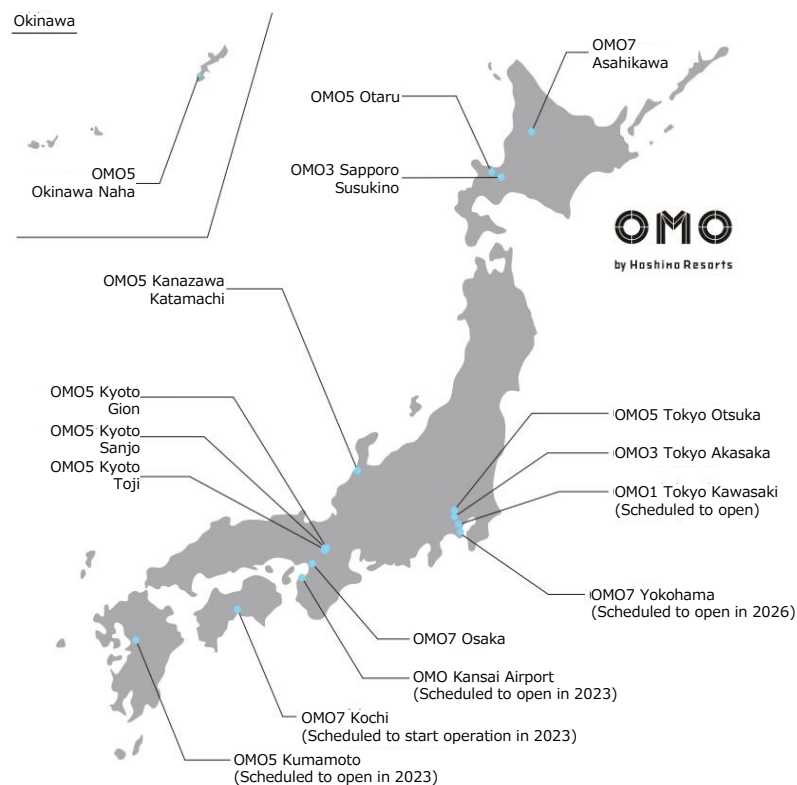 Okinawa
OMO5
Okinawa Naha
OMO7
Asahikawa
OMO5 Otaru
OMO3 Sapporo
Susukino
OMO
by Hoshino Resorts
OMO5 Kanazawa
Katamachi
OMO5 Kyoto
Gion
OMO5 Kyoto
Sanjo
OMO5 Kyoto
Toji
OMO5 Tokyo Otsuka
OMO3 Tokyo Akasaka
OMO1 Tokyo Kawasaki
(Scheduled to open)
OMO7 Yokohama
(Scheduled to open in 2026)
OMO7 Osaka
OMO Kansai Airport
(Scheduled to open in 2023)
OMO7 Kochi
(Scheduled to start operation in 2023)
OMO5 Kumamoto
(Scheduled to open in 2023)